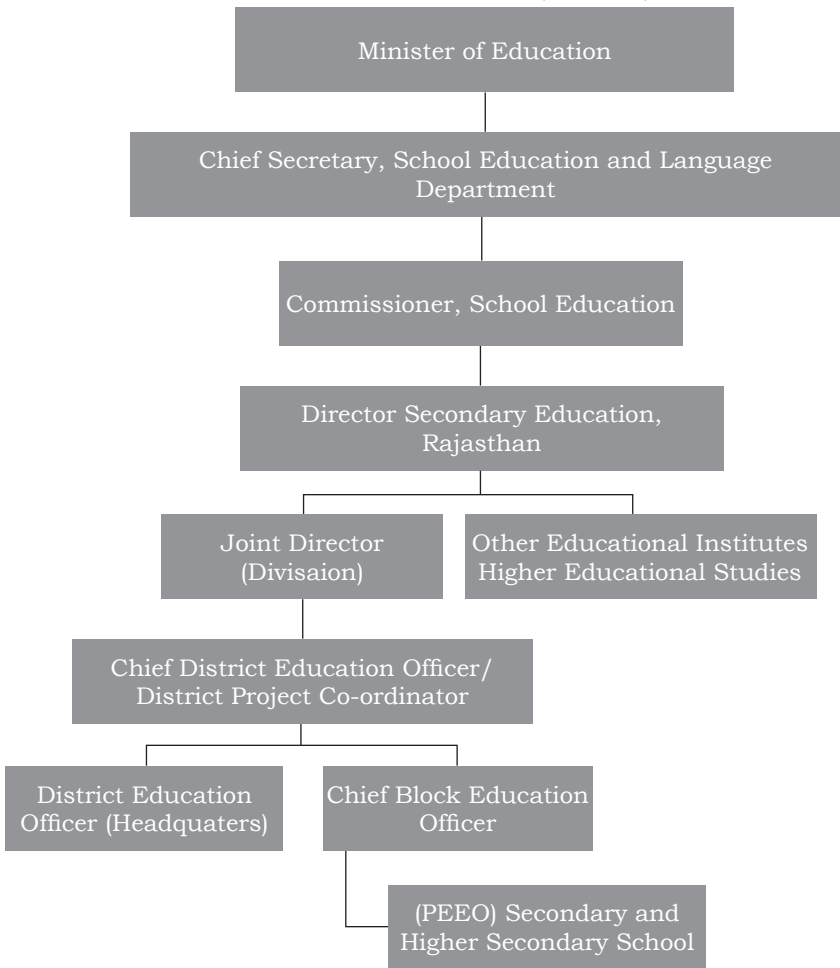 Minister of Education
Chief Secretary, School Education and Language
Department
Commissioner, School Education
Director Secondary Education,
Rajasthan
Joint Director
(Divisaion)
Other Educational Institutes
Higher Educational Studies
Chief District Education Officer/
District Project Co-ordinator
District Education
Officer (Headquaters)
Chief Block Education
Officer
(PEEO) Secondary and
Higher Secondary School